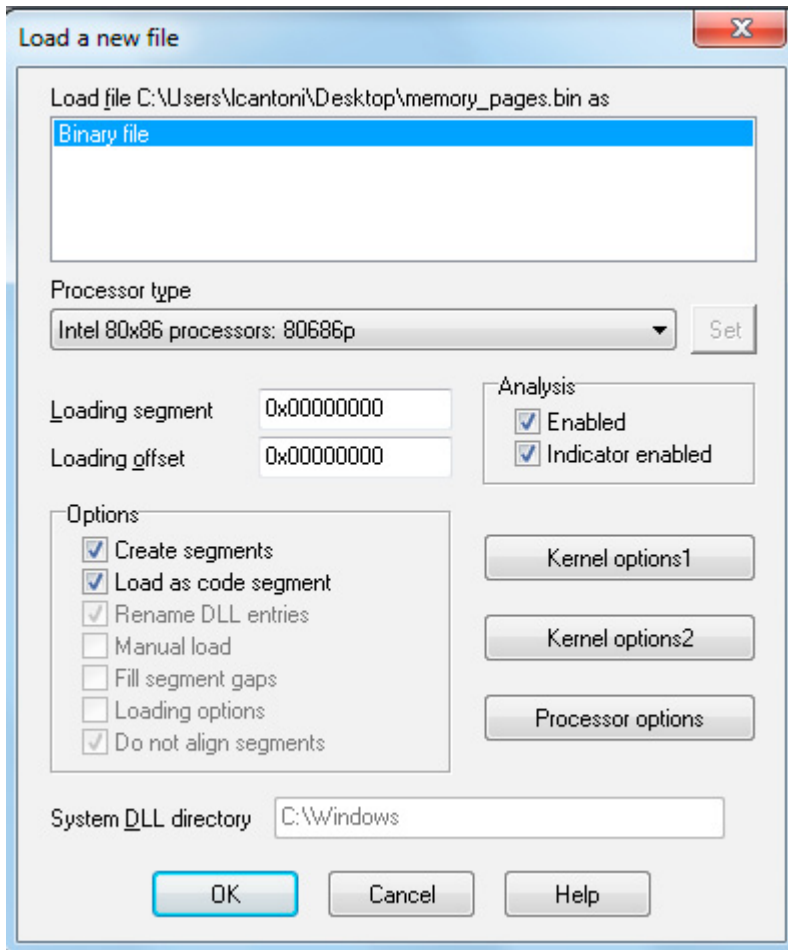 Load a new file
Load file C:\Users\lcantoni\Desktop\memory_pages.bin as
Binary file
Processor type
Intel 80x86 processors: 80686p
Set
Loading segment
0x00000000
Loading offset
0x00000000
Analysis
Enabled
Indicator enabled
Options
Create segments
Load as code segment
Rename DLL entries
Manual load
Fill segment gaps
Loading options
Do not align segments
Kernel options1
Kernel options2
Processor options
System DLL directory
C:\Windows
OK
Cancel
Help